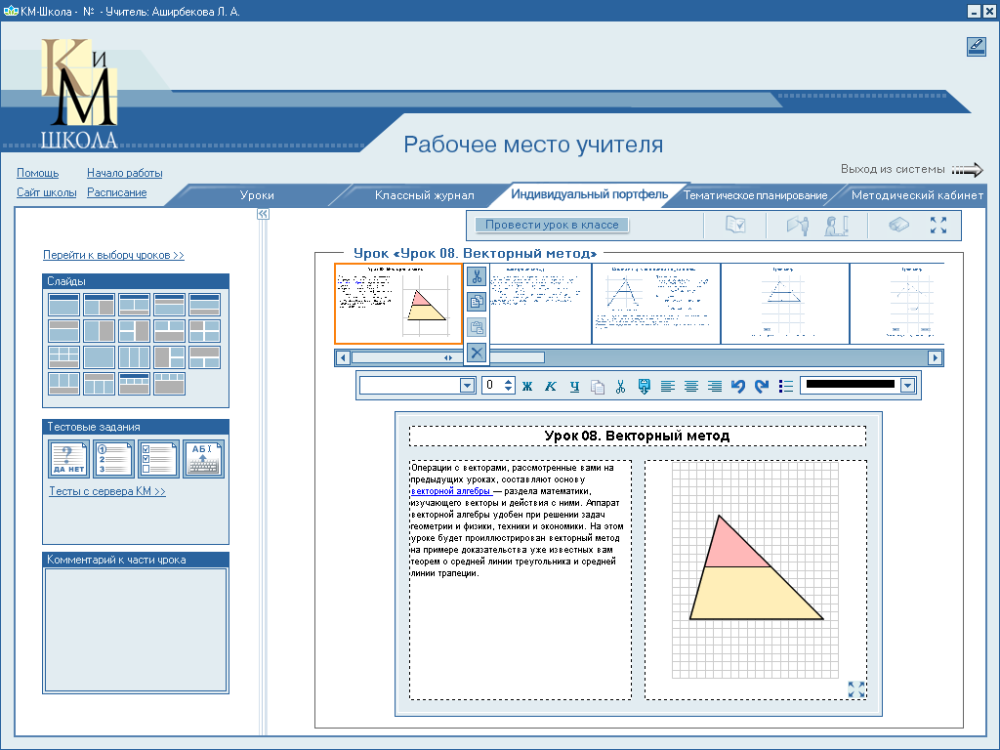 КМ-Школа - № - Учитель: Аширбекова Л. А.
К и
М
ШКОЛА
Рабочее место учителя
Помощь Начало работы
Сайт школы Расписание
Выход из системы
Уроки Классный журнал Индивидуальный портфель Тематическое планирование Методический кабинет
Провести урок в классе
Перейти к выбору уроков >>
Слайды
Тестовые задания
?
ДА НЕТ
1
2
3
АБ
Тесты с сервера КМ >>
Комментарий к части урока
Урок «Урок 08. Векторный метод»
0 Ж К Ч
Урок 08. Векторный метод
Операции с векторами, рассмотренные вами на
предыдущих уроках, составляют основу
векторной алгебры — раздела математики,
изучающего векторы и действия с ними. Аппарат
векторной алгебры удобен при решении задач
геометрии и физики, техники и экономики. На этом
уроке будет проиллюстрирован векторный метод
на примере доказательства уже известных вам
теорем о средней линии треугольника и средней
линии трапеции.